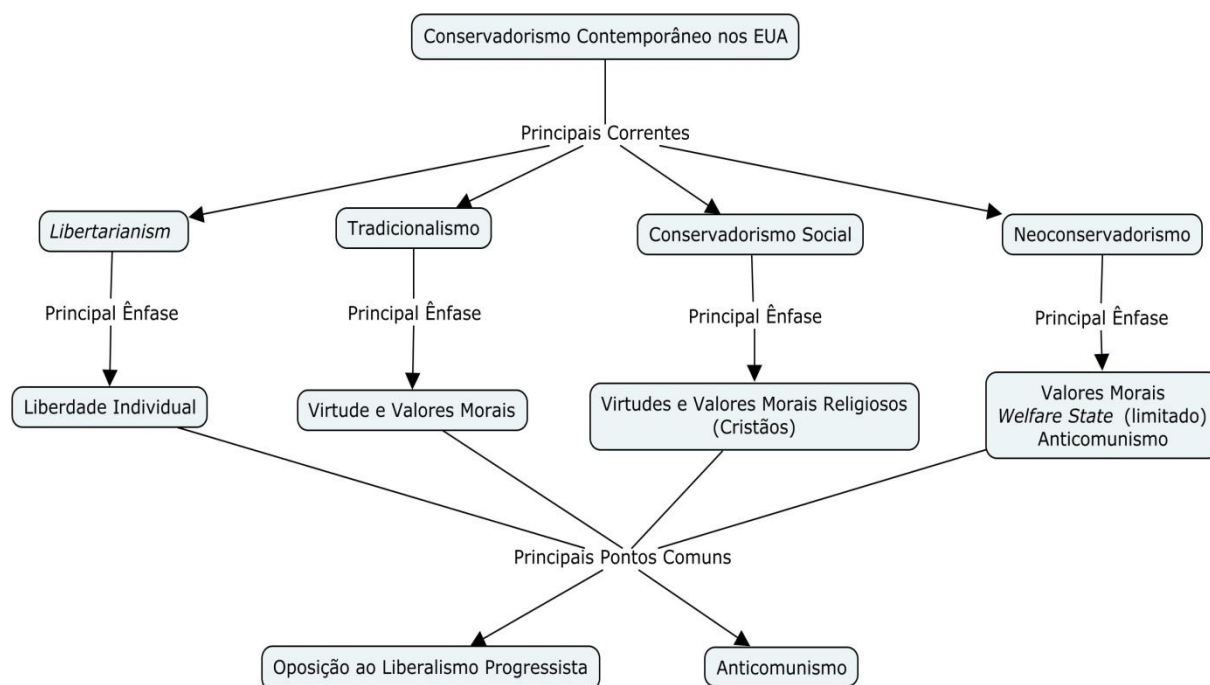 Conservadorismo Contemporâneo nos EUA
Principais Correntes
Libertarianism
Tradicionalismo
Conservadorismo Social
Neoconservadorismo
Principal Ênfase
Principal Ênfase
Principal Ênfase
Principal Ênfase
Liberdade Individual
Virtude e Valores Morais
Virtudes e Valores Morais Religiosos
(Cristãos)
Valores Morais
Welfare State (limitado)
Anticomunismo
Principais Pontos Comuns
Oposição ao Liberalismo Progressista
Anticomunismo